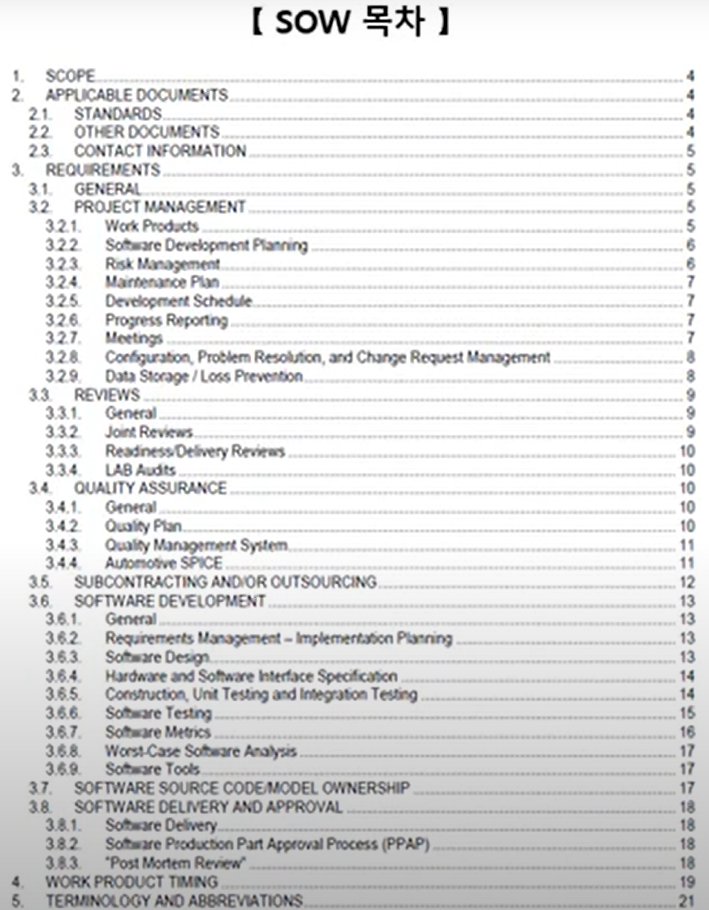 【 SOW 목차 】
1. SCOPE 4
2. APPLICABLE DOCUMENTS 4
2.1. STANDARDS 4
2.2. OTHER DOCUMENTS 4
2.3. CONTACT INFORMATION 5
3. REQUIREMENTS 5
3.1. GENERAL 5
3.2. PROJECT MANAGEMENT 5
3.2.1. Work Products 5
3.2.2. Software Development Planning 6
3.2.3. Risk Management 6
3.2.4. Maintenance Plan 7
3.2.5. Development Schedule 7
3.2.6. Progress Reporting 7
3.2.7. Meetings 7
3.2.8. Configuration, Problem Resolution, and Change Request Management 8
3.2.9. Data Storage / Loss Prevention 8
3.3. REVIEWS 9
3.3.1. General 9
3.3.2. Joint Reviews 9
3.3.3. Readiness/Delivery Reviews 10
3.3.4. LAB Audits 10
3.4. QUALITY ASSURANCE 10
3.4.1. General 10
3.4.2. Quality Plan 10
3.4.3. Quality Management System 11
3.4.4. Automotive SPICE 11
3.5. SUBCONTRACTING AND/OR OUTSOURCING 12
3.6. SOFTWARE DEVELOPMENT 13
3.6.1. General 13
3.6.2. Requirements Management – Implementation Planning 13
3.6.3. Software Design 13
3.6.4. Hardware and Software Interface Specification 14
3.6.5. Construction, Unit Testing and Integration Testing 14
3.6.6. Software Testing 15
3.6.7. Software Metrics 16
3.6.8. Worst-Case Software Analysis 17
3.6.9. Software Tools 17
3.7. SOFTWARE SOURCE CODE/MODEL OWNERSHIP 17
3.8. SOFTWARE DELIVERY AND APPROVAL 18
3.8.1. Software Delivery 18
3.8.2. Software Production Part Approval Process (PPAP) 18
3.8.3. "Post Mortem Review" 18
4. WORK PRODUCT TIMING 19
5. TERMINOLOGY AND ABBREVIATIONS 21